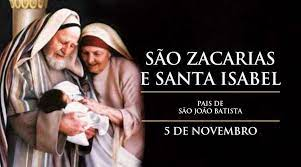 SÃO ZACARIAS
E SANTA ISABEL
PAIS DE
SÃO JOÃO BATISTA
5 DE NOVEMBRO